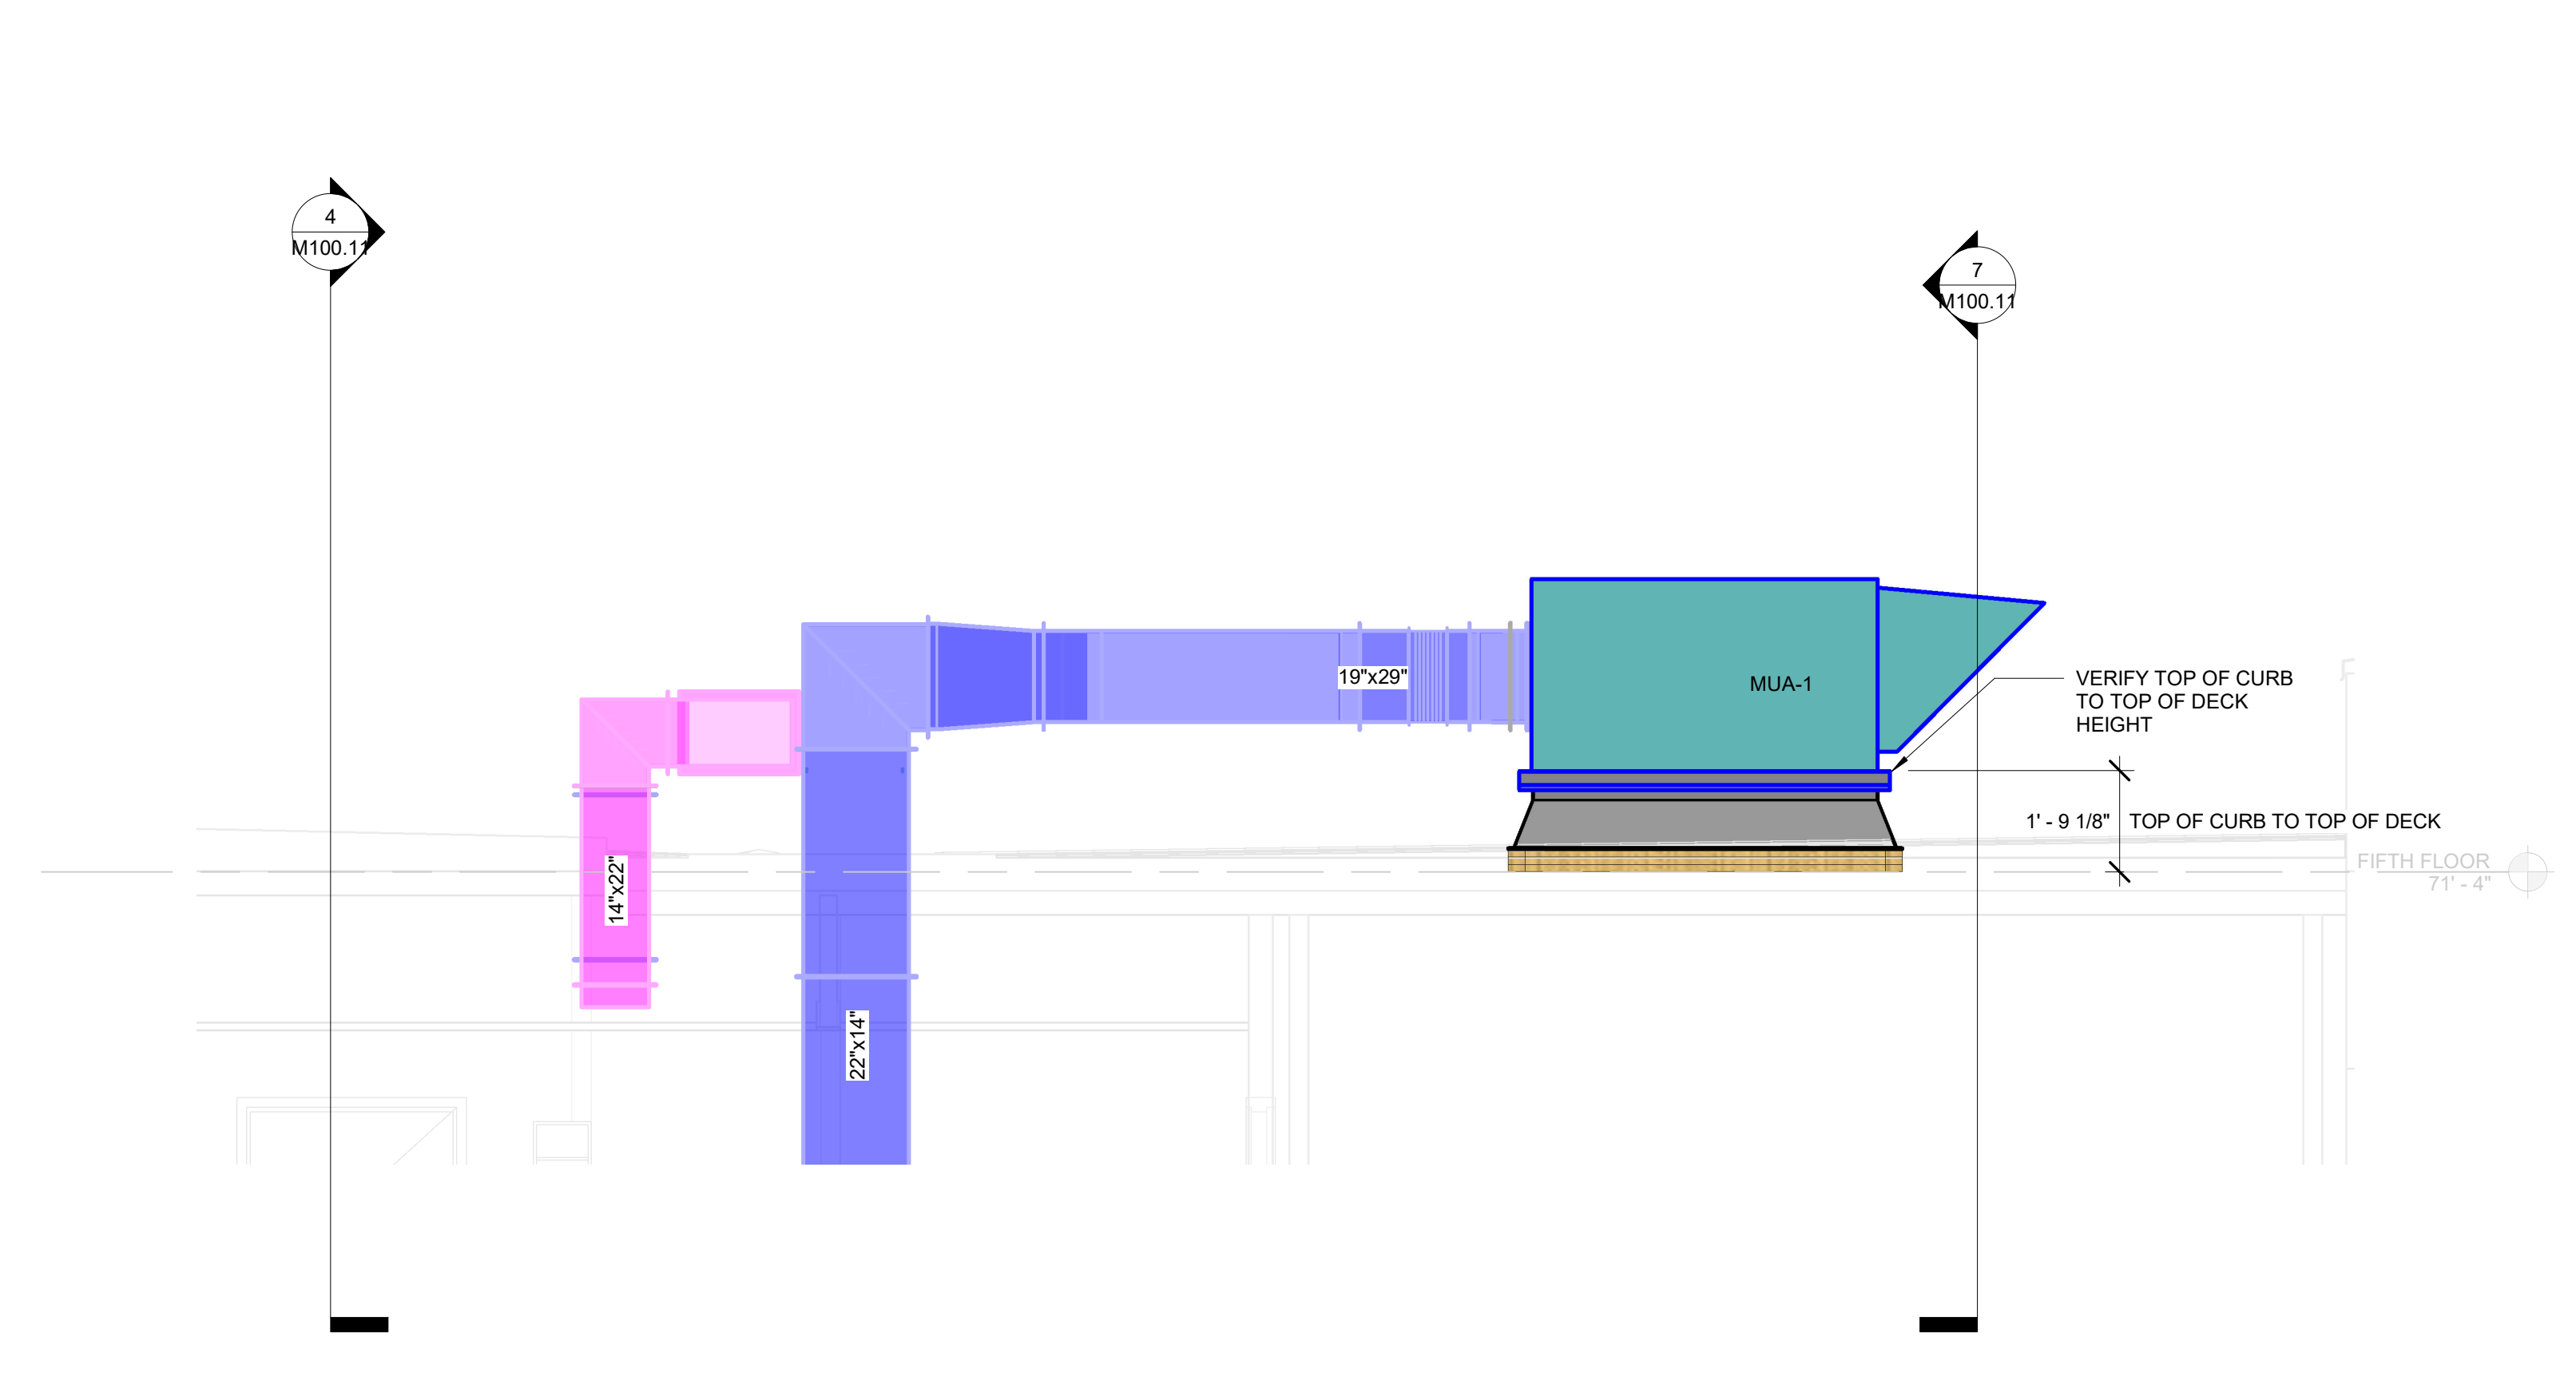 4
M100.11
7
M100.11
19"x29"
MUA-1
VERIFY TOP OF CURB
TO TOP OF DECK
HEIGHT
1' - 9 1/8" TOP OF CURB TO TOP OF DECK
FIFTH FLOOR
71' - 4"
14"x22"
22"x14"